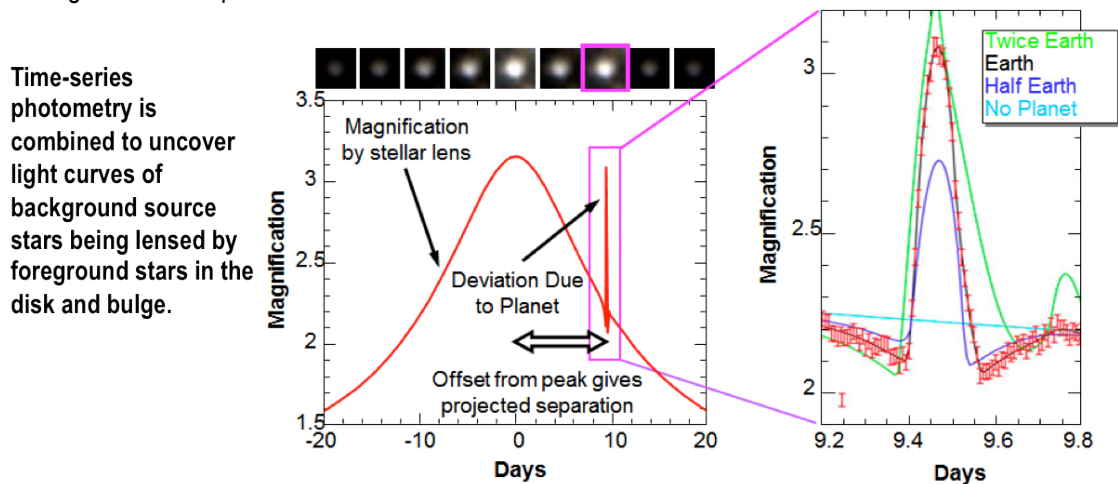 Time-series
photometry is
combined to uncover
light curves of
background source
stars being lensed by
foreground stars in the
disk and bulge.
3.5
3
2.5
2
1.5
Magnification
Magnification
by stellar lens
Deviation Due
to Planet
Offset from peak gives
projected separation
-20
-10
0
10
20
Days
Twice Earth
Earth
Half Earth
No Planet
3
2.5
2
Magnification
9.2
9.4
9.6
9.8
Days